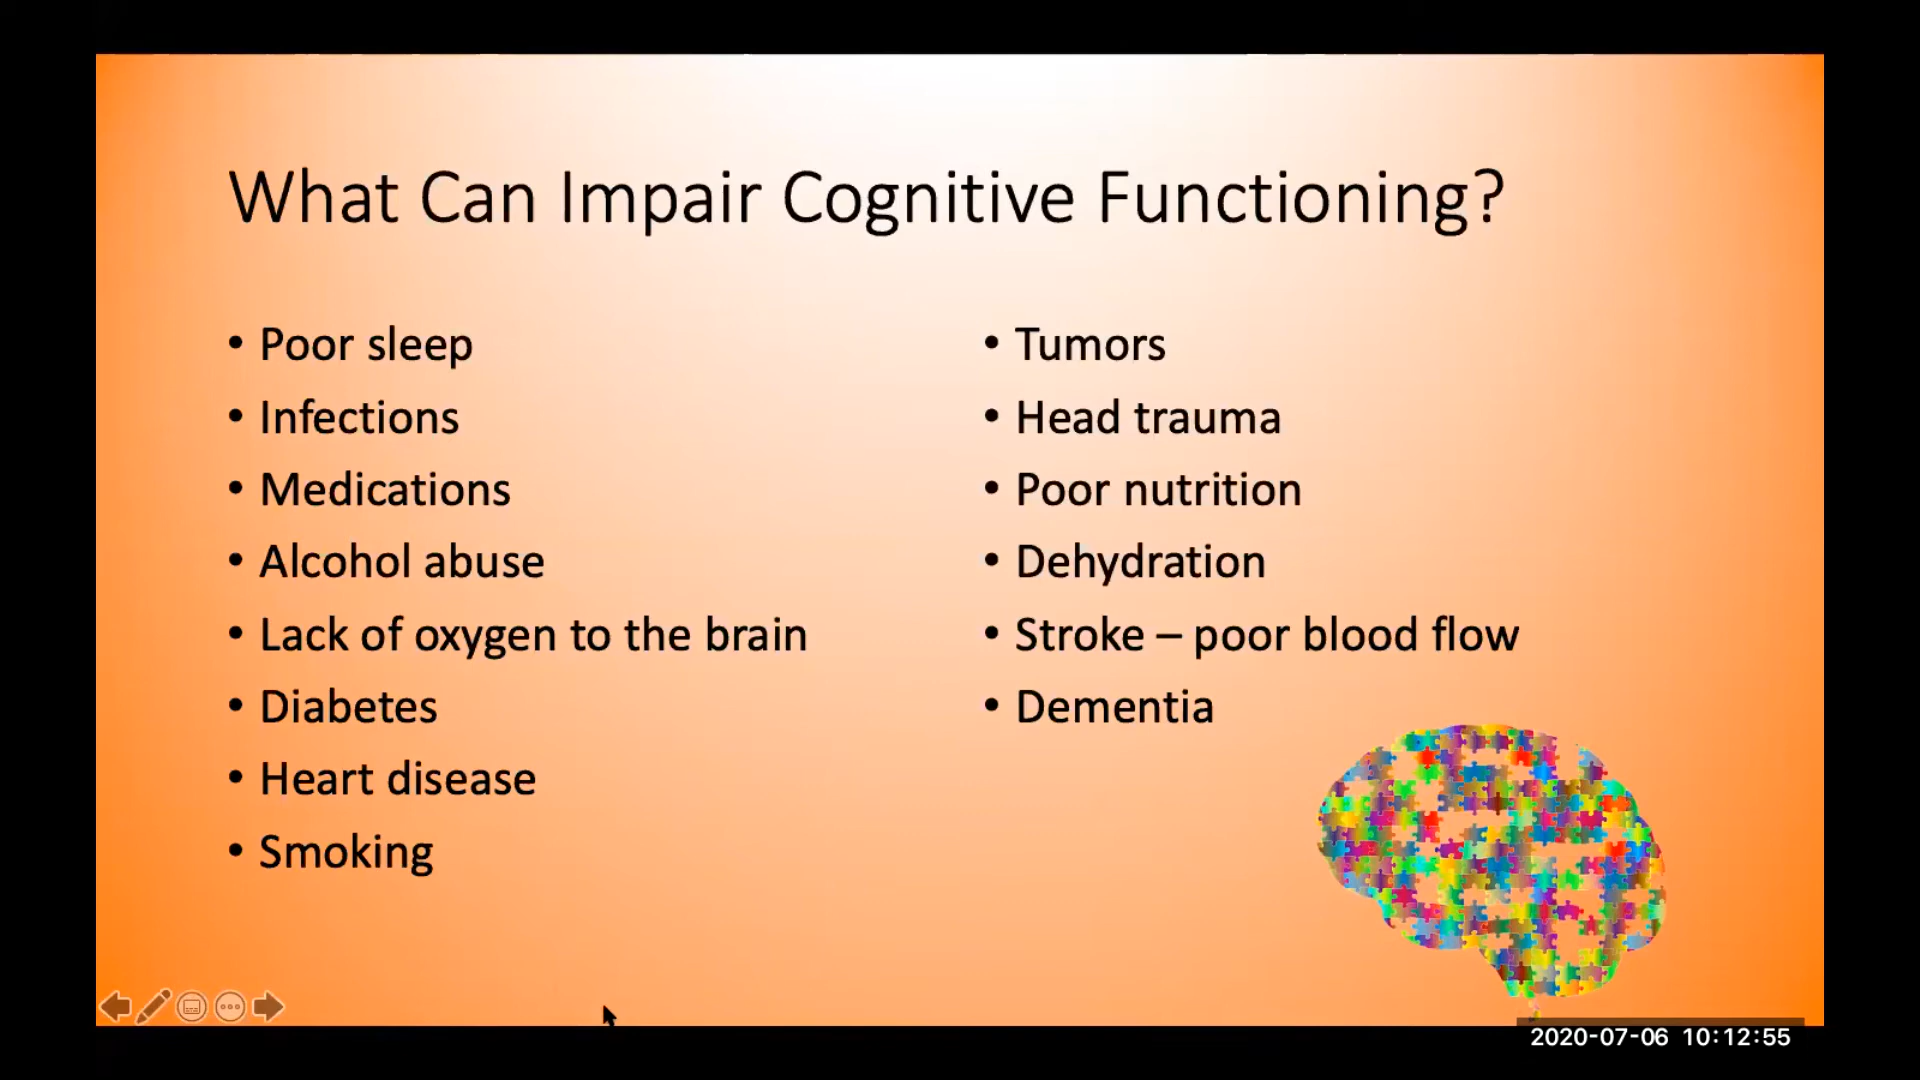 What Can Impair Cognitive Functioning?
• Poor sleep
• Infections
• Medications
• Alcohol abuse
• Lack of oxygen to the brain
• Diabetes
• Heart disease
• Smoking
• Tumors
• Head trauma
• Poor nutrition
• Dehydration
• Stroke – poor blood flow
• Dementia
2020-07-06 10:12:55